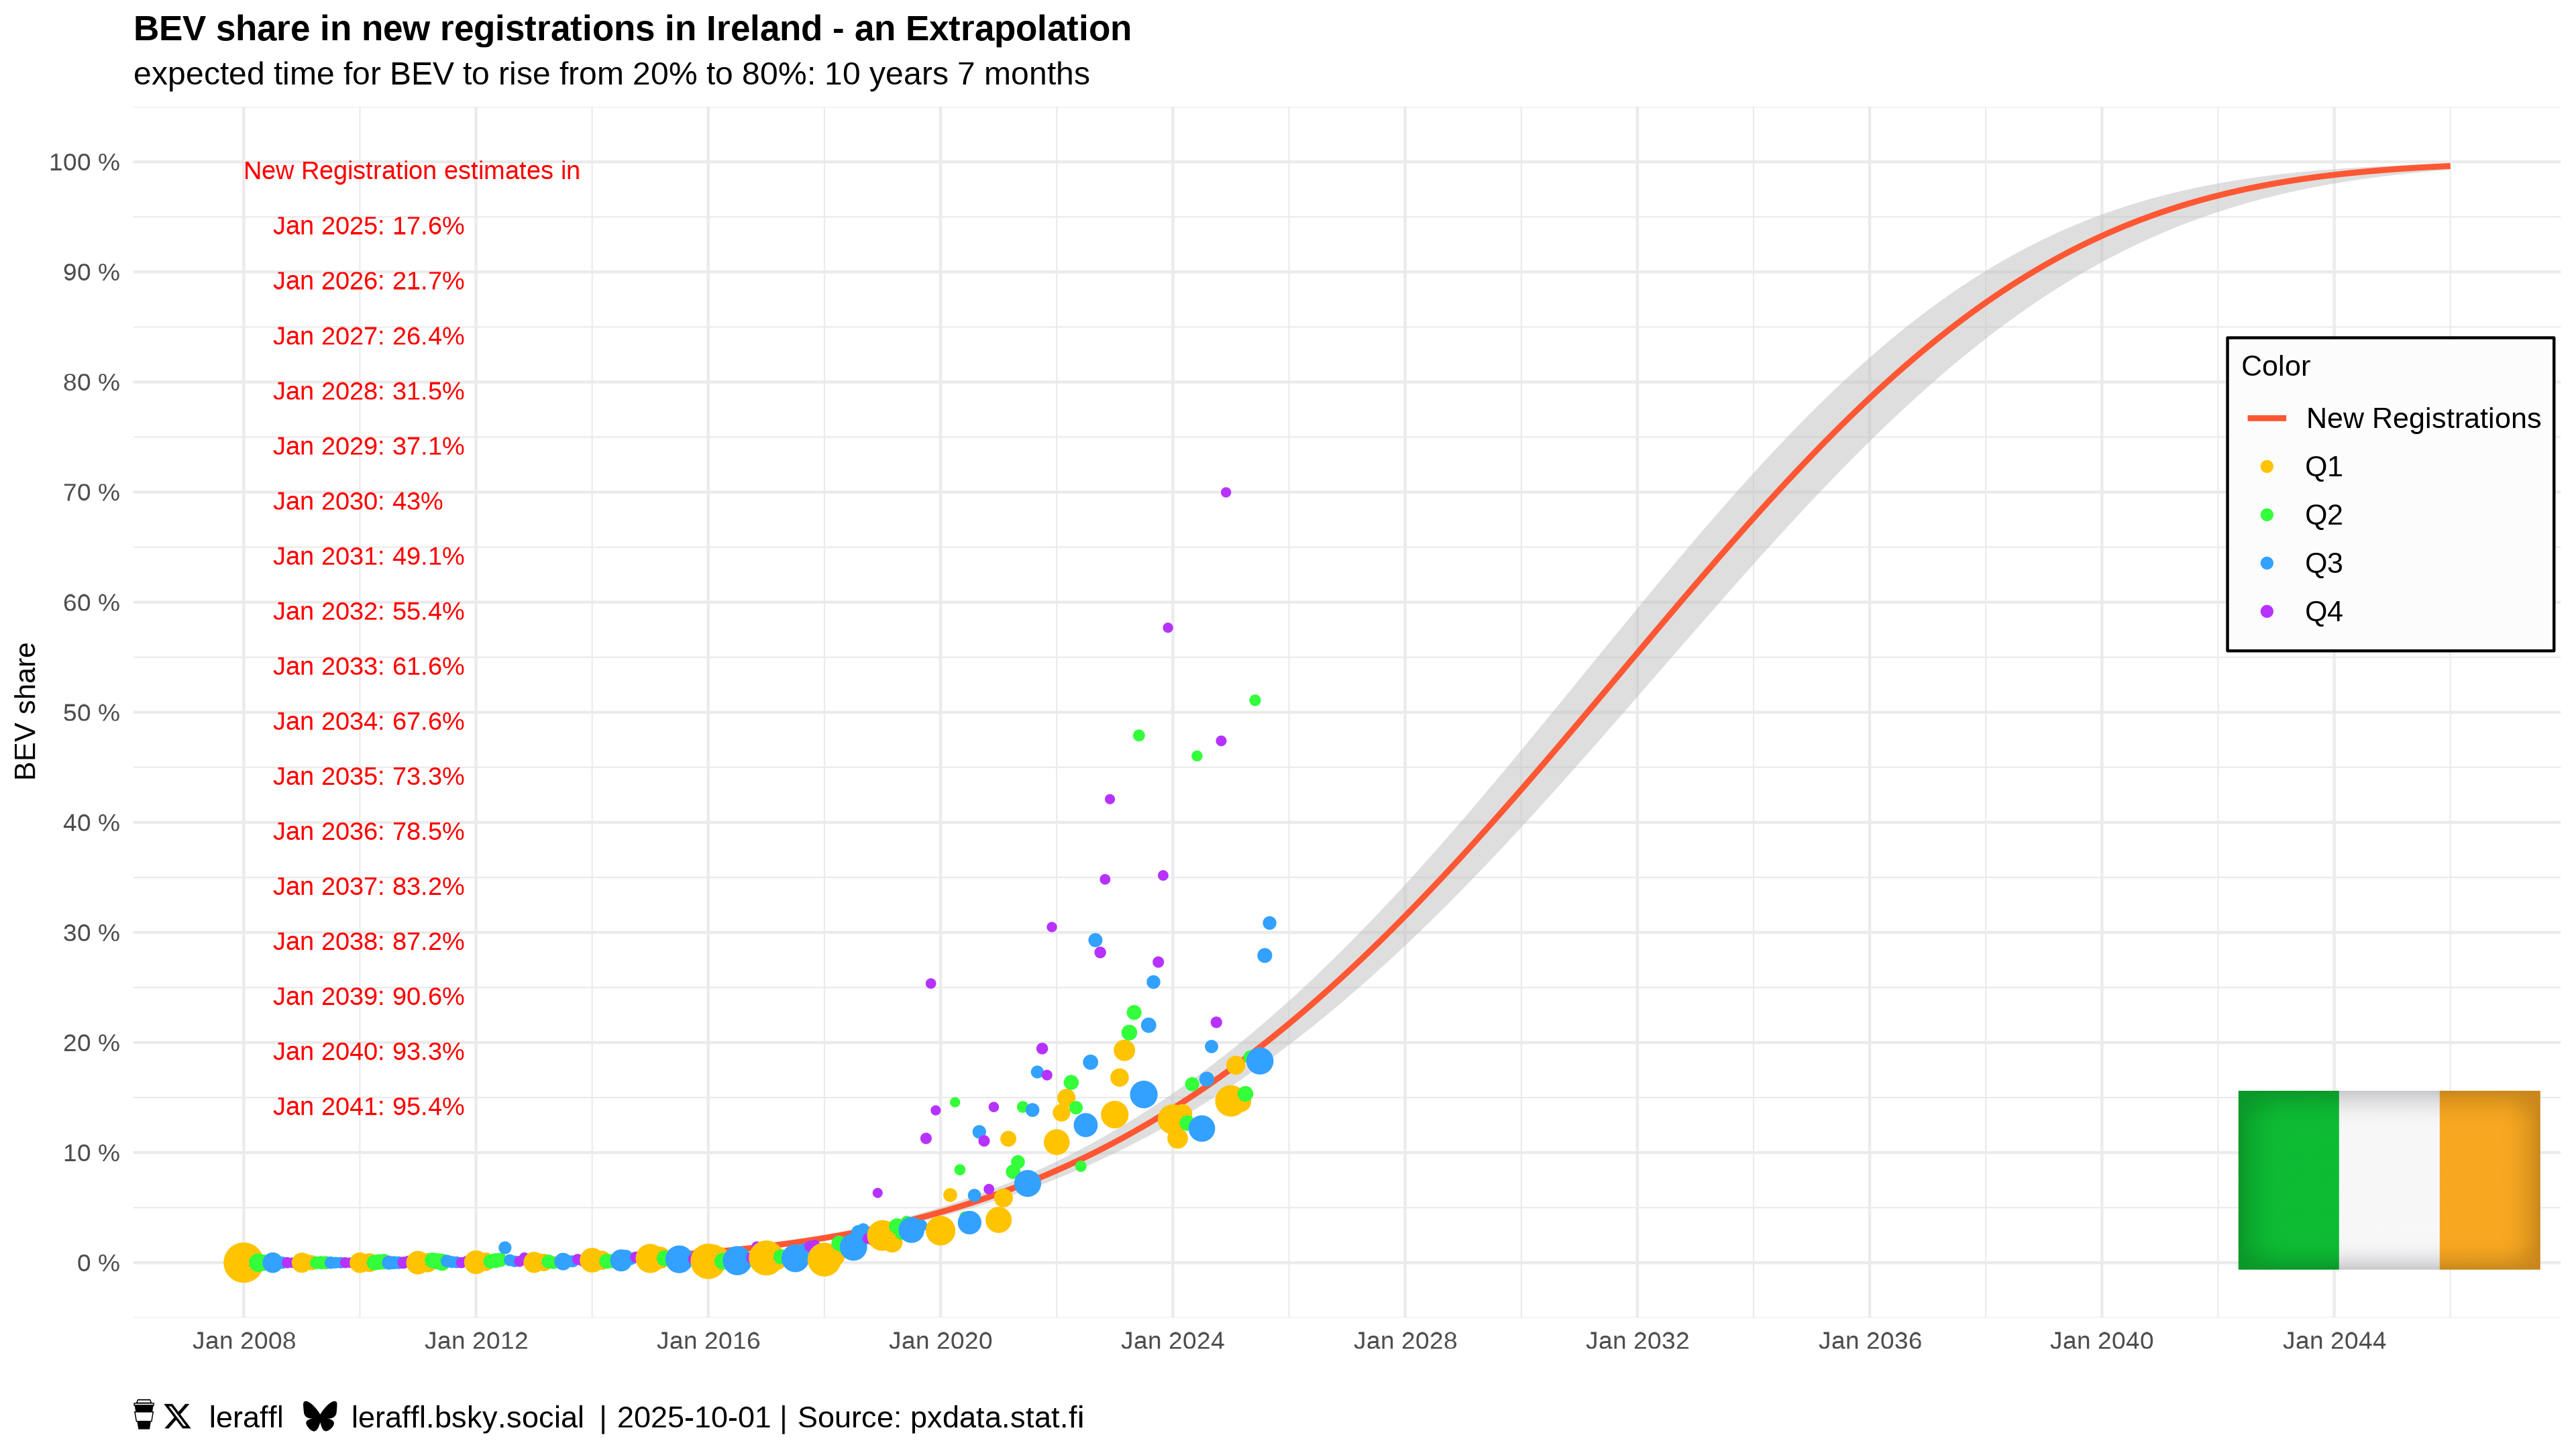 BEV share in new registrations in Ireland - an Extrapolation
expected time for BEV to rise from 20% to 80%: 10 years 7 months
BEV share
100 %
90 %
80 %
70 %
60 %
50 %
40 %
30 %
20 %
10 %
0 %
New Registration estimates in
Jan 2025: 17.6%
Jan 2026: 21.7%
Jan 2027: 26.4%
Jan 2028: 31.5%
Jan 2029: 37.1%
Jan 2030: 43%
Jan 2031: 49.1%
Jan 2032: 55.4%
Jan 2033: 61.6%
Jan 2034: 67.6%
Jan 2035: 73.3%
Jan 2036: 78.5%
Jan 2037: 83.2%
Jan 2038: 87.2%
Jan 2039: 90.6%
Jan 2040: 93.3%
Jan 2041: 95.4%
Color
New Registrations
Q1
Q2
Q3
Q4
Jan 2008 Jan 2012 Jan 2016 Jan 2020 Jan 2024 Jan 2028 Jan 2032 Jan 2036 Jan 2040 Jan 2044
leraffl leraffl.bsky.social | 2025-10-01 | Source: pxdata.stat.fi